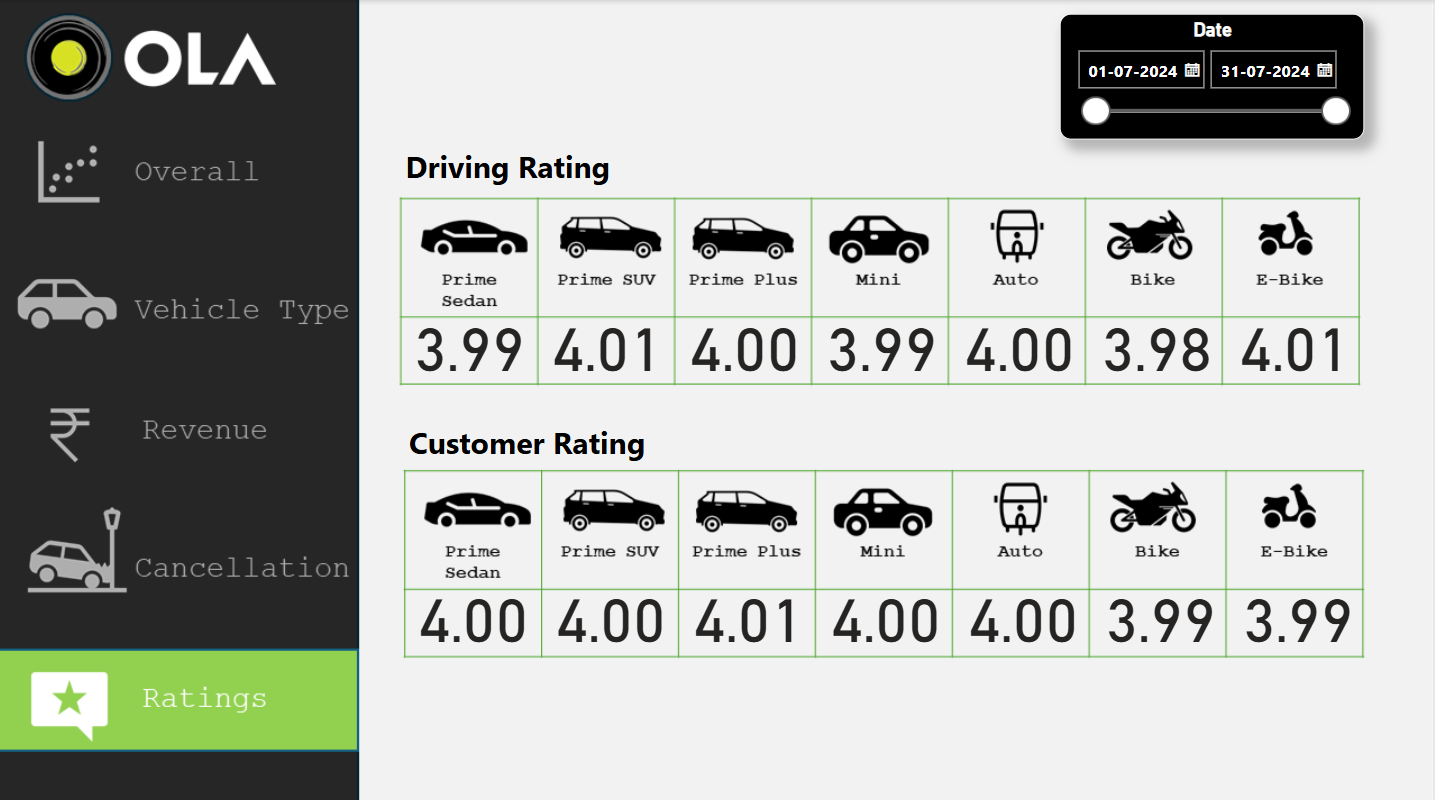 OLA
Overall
Vehicle Type
₹ Revenue
Cancellation
Ratings
Date
01-07-2024 31-07-2024
Driving Rating
Prime Sedan
Prime SUV
Prime Plus
Mini
Auto
Bike
E-Bike
3.99 4.01 4.00 3.99 4.00 3.98 4.01
Customer Rating
Prime Sedan
Prime SUV
Prime Plus
Mini
Auto
Bike
E-Bike
4.00 4.00 4.01 4.00 4.00 3.99 3.99